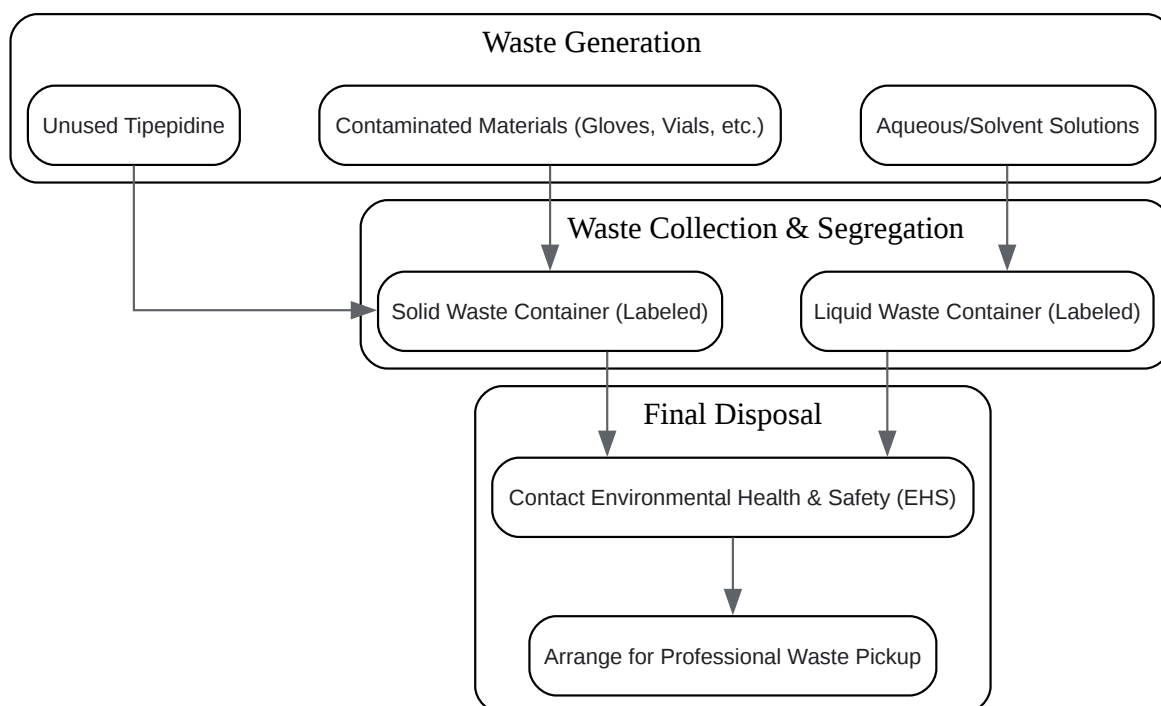 Waste Generation
Unused Tipepidine
Contaminated Materials (Gloves, Vials, etc.)
Aqueous/Solvent Solutions
Waste Collection & Segregation
Solid Waste Container (Labeled)
Liquid Waste Container (Labeled)
Final Disposal
Contact Environmental Health & Safety (EHS)
Arrange for Professional Waste Pickup